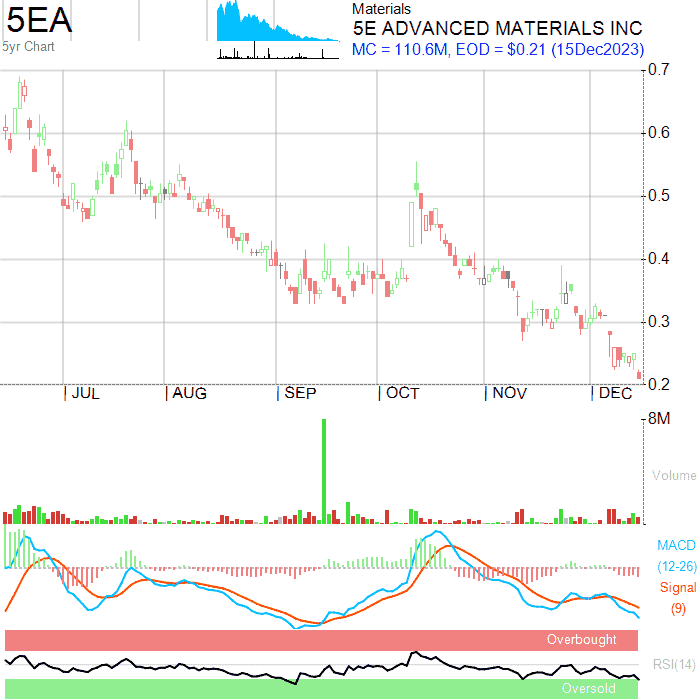 5EA
5yr Chart
Materials
5E ADVANCED MATERIALS INC
MC = 110.6M, EOD = $0.21 (15Dec2023)
0.7
0.6
0.5
0.4
0.3
0.2
JUL AUG SEP OCT NOV DEC
8M
Volume
MACD
(12-26)
Signal
(9)
Overbought
RSI(14)
Oversold